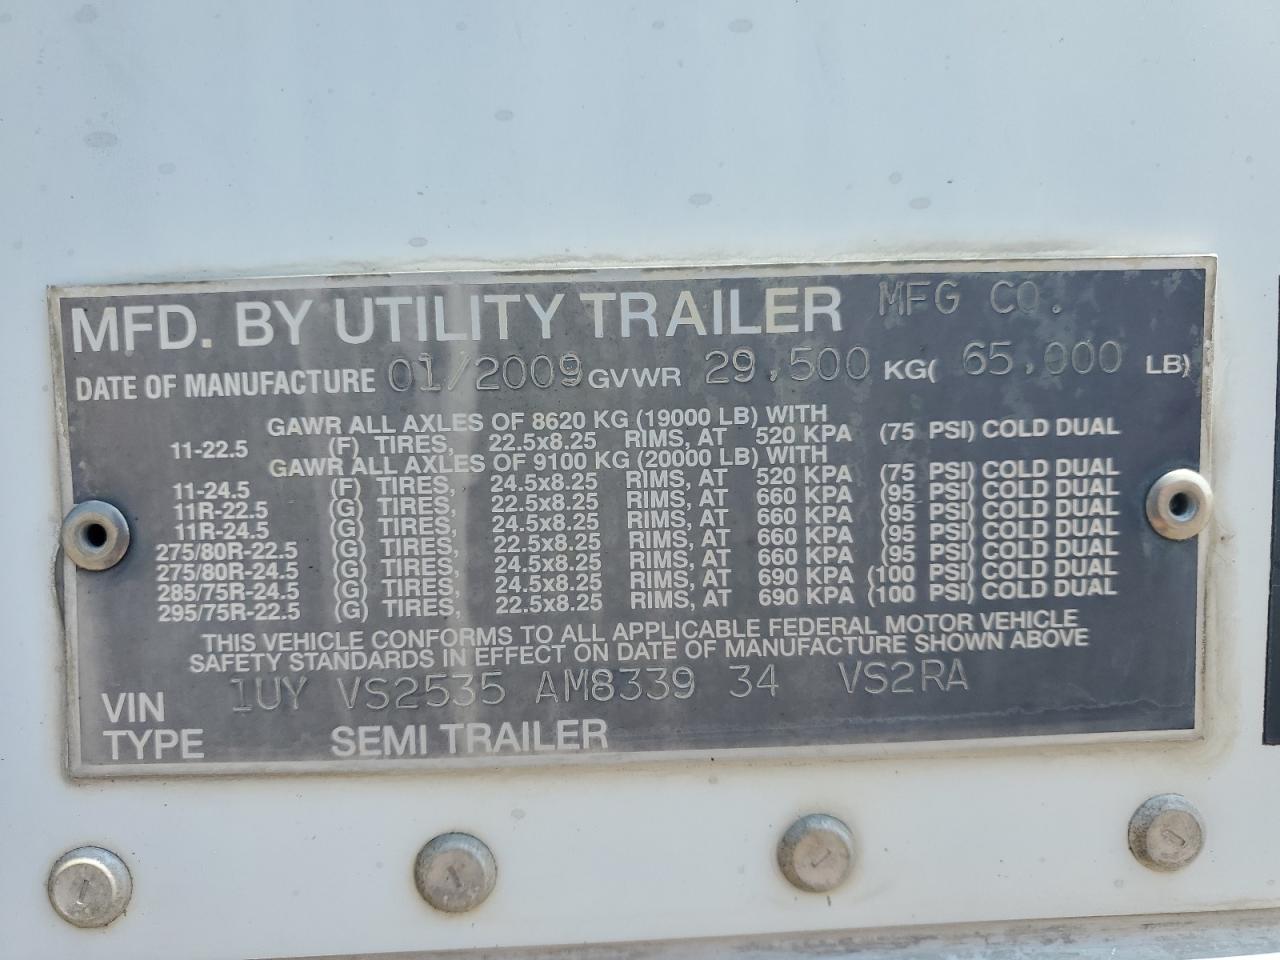 MFD. BY UTILITY TRAILER MFG CO.
DATE OF MANUFACTURE 01/2009 GVWR 29,500 KG( 65,000 LB)
GAWR ALL AXLES OF 8620 KG (19000 LB) WITH
11-22.5 (F) TIRES, 22.5x8.25 RIMS, AT 520 KPA (75 PSI) COLD DUAL
GAWR ALL AXLES OF 9100 KG (20000 LB) WITH
11-24.5 (F) TIRES, 24.5x8.25 RIMS, AT 520 KPA (75 PSI) COLD DUAL
11R-22.5 (G) TIRES, 22.5x8.25 RIMS, AT 660 KPA (95 PSI) COLD DUAL
11R-24.5 (G) TIRES, 24.5x8.25 RIMS, AT 660 KPA (95 PSI) COLD DUAL
275/80R-22.5 (G) TIRES, 22.5x8.25 RIMS, AT 660 KPA (95 PSI) COLD DUAL
275/80R-24.5 (G) TIRES, 24.5x8.25 RIMS, AT 660 KPA (95 PSI) COLD DUAL
285/75R-24.5 (G) TIRES, 24.5x8.25 RIMS, AT 690 KPA (100 PSI) COLD DUAL
295/75R-22.5 (G) TIRES, 22.5x8.25 RIMS, AT 690 KPA (100 PSI) COLD DUAL
THIS VEHICLE CONFORMS TO ALL APPLICABLE FEDERAL MOTOR VEHICLE
SAFETY STANDARDS IN EFFECT ON DATE OF MANUFACTURE SHOWN ABOVE
VIN 1UY VS2535 AM8339 34 VS2RA
TYPE SEMI TRAILER